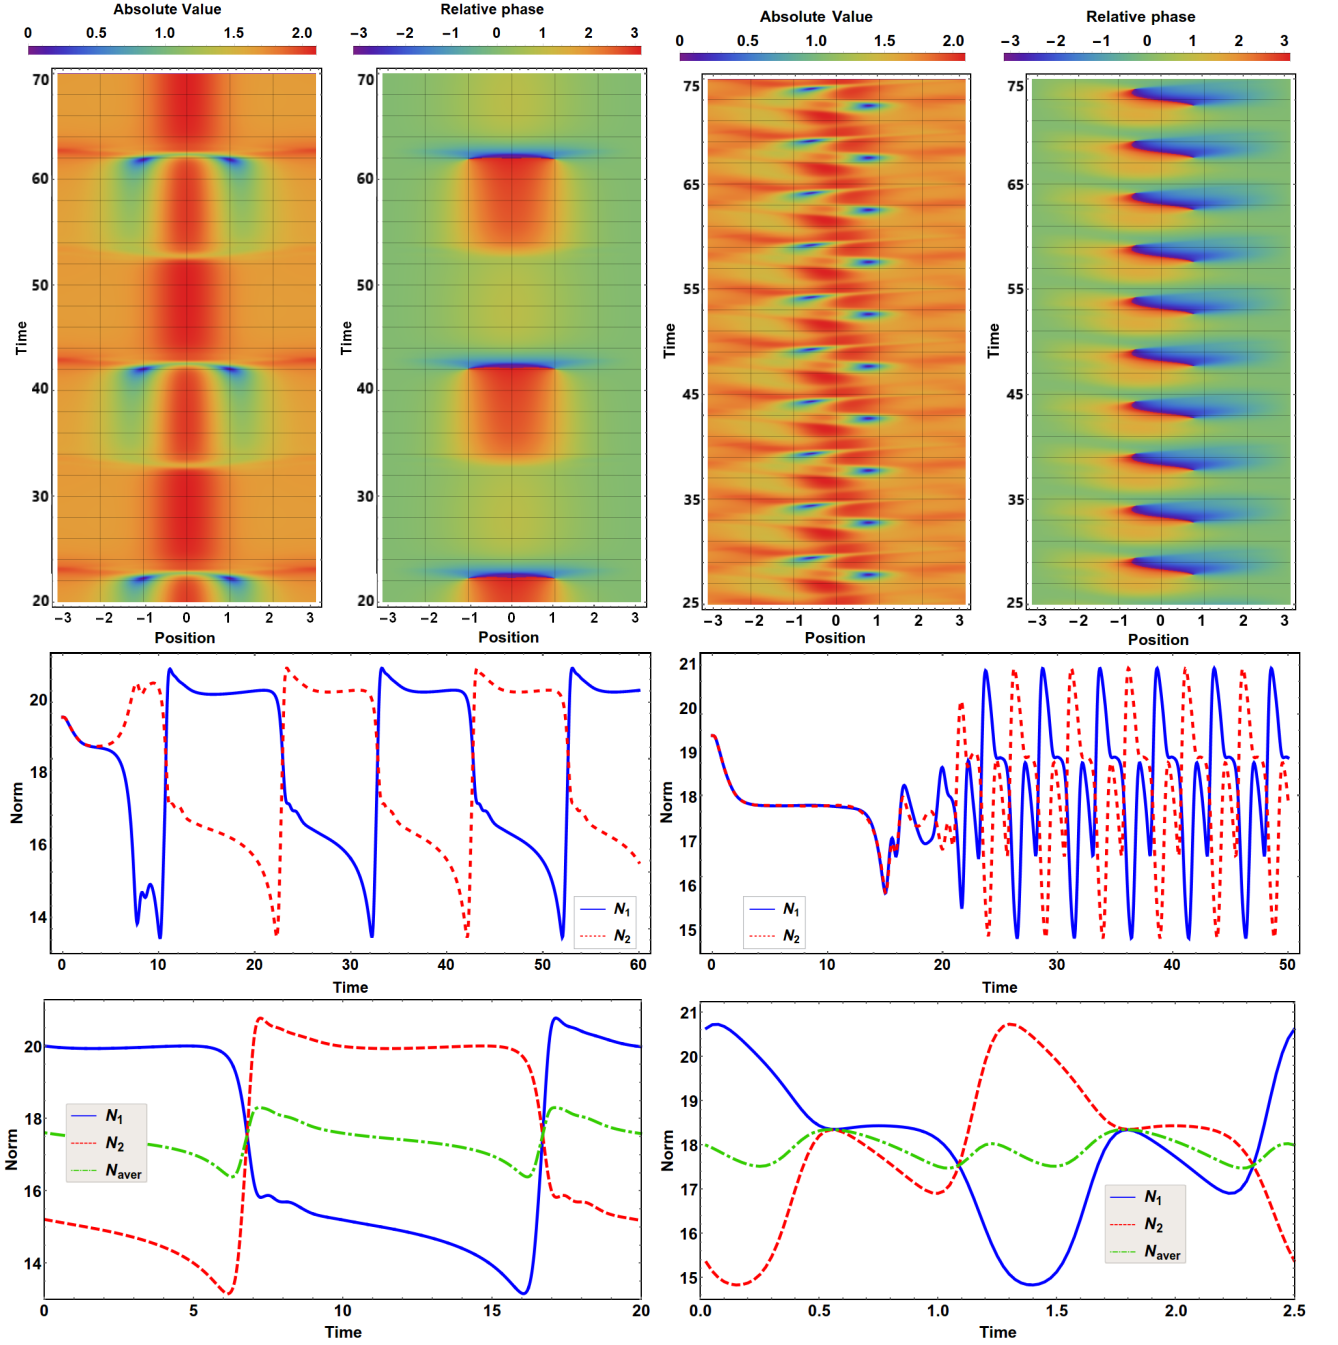 Absolute Value
0 0.5 1.0 1.5 2.0
Relative phase
−3 −2 −1 0 1 2 3
Absolute Value
0 0.5 1.0 1.5 2.0
Relative phase
−3 −2 −1 0 1 2 3
Time
70
60
50
40
30
20
−3 −2 −1 0 1 2 3
Position
Time
70
60
50
40
30
20
−3 −2 −1 0 1 2 3
Position
Time
75
65
55
45
35
25
−3 −2 −1 0 1 2 3
Position
Time
75
65
55
45
35
25
−3 −2 −1 0 1 2 3
Position
Norm
20
18
16
14
N1
N2
0 10 20 30 40 50 60
Time
Norm
21
20
19
18
17
16
15
N1
N2
0 10 20 30 40 50
Time
Norm
20
18
16
14
N1
N2
Naver
0 5 10 15 20
Time
Norm
21
20
19
18
17
16
15
N1
N2
Naver
0.0 0.5 1.0 1.5 2.0 2.5
Time